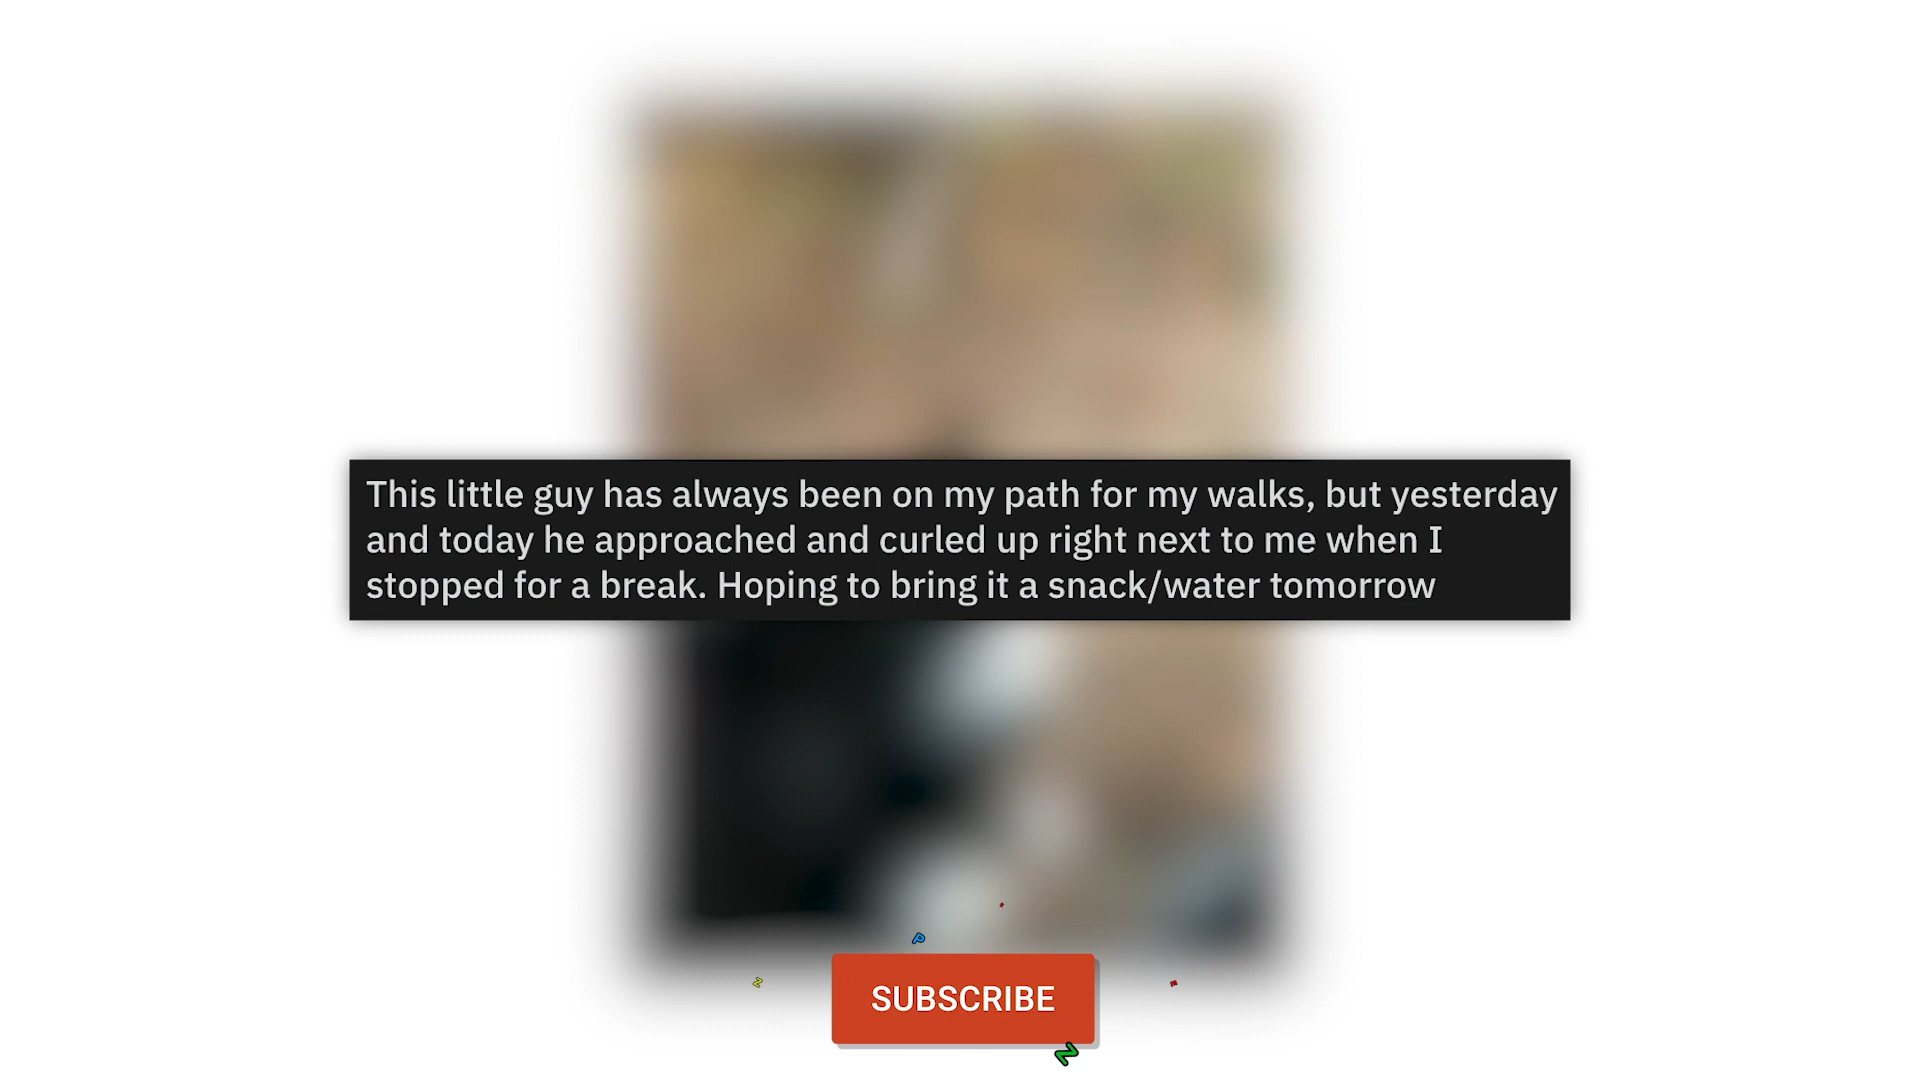 This little guy has always been on my path for my walks, but yesterday
and today he approached and curled up right next to me when I
stopped for a break. Hoping to bring it a snack/water tomorrow
SUBSCRIBE